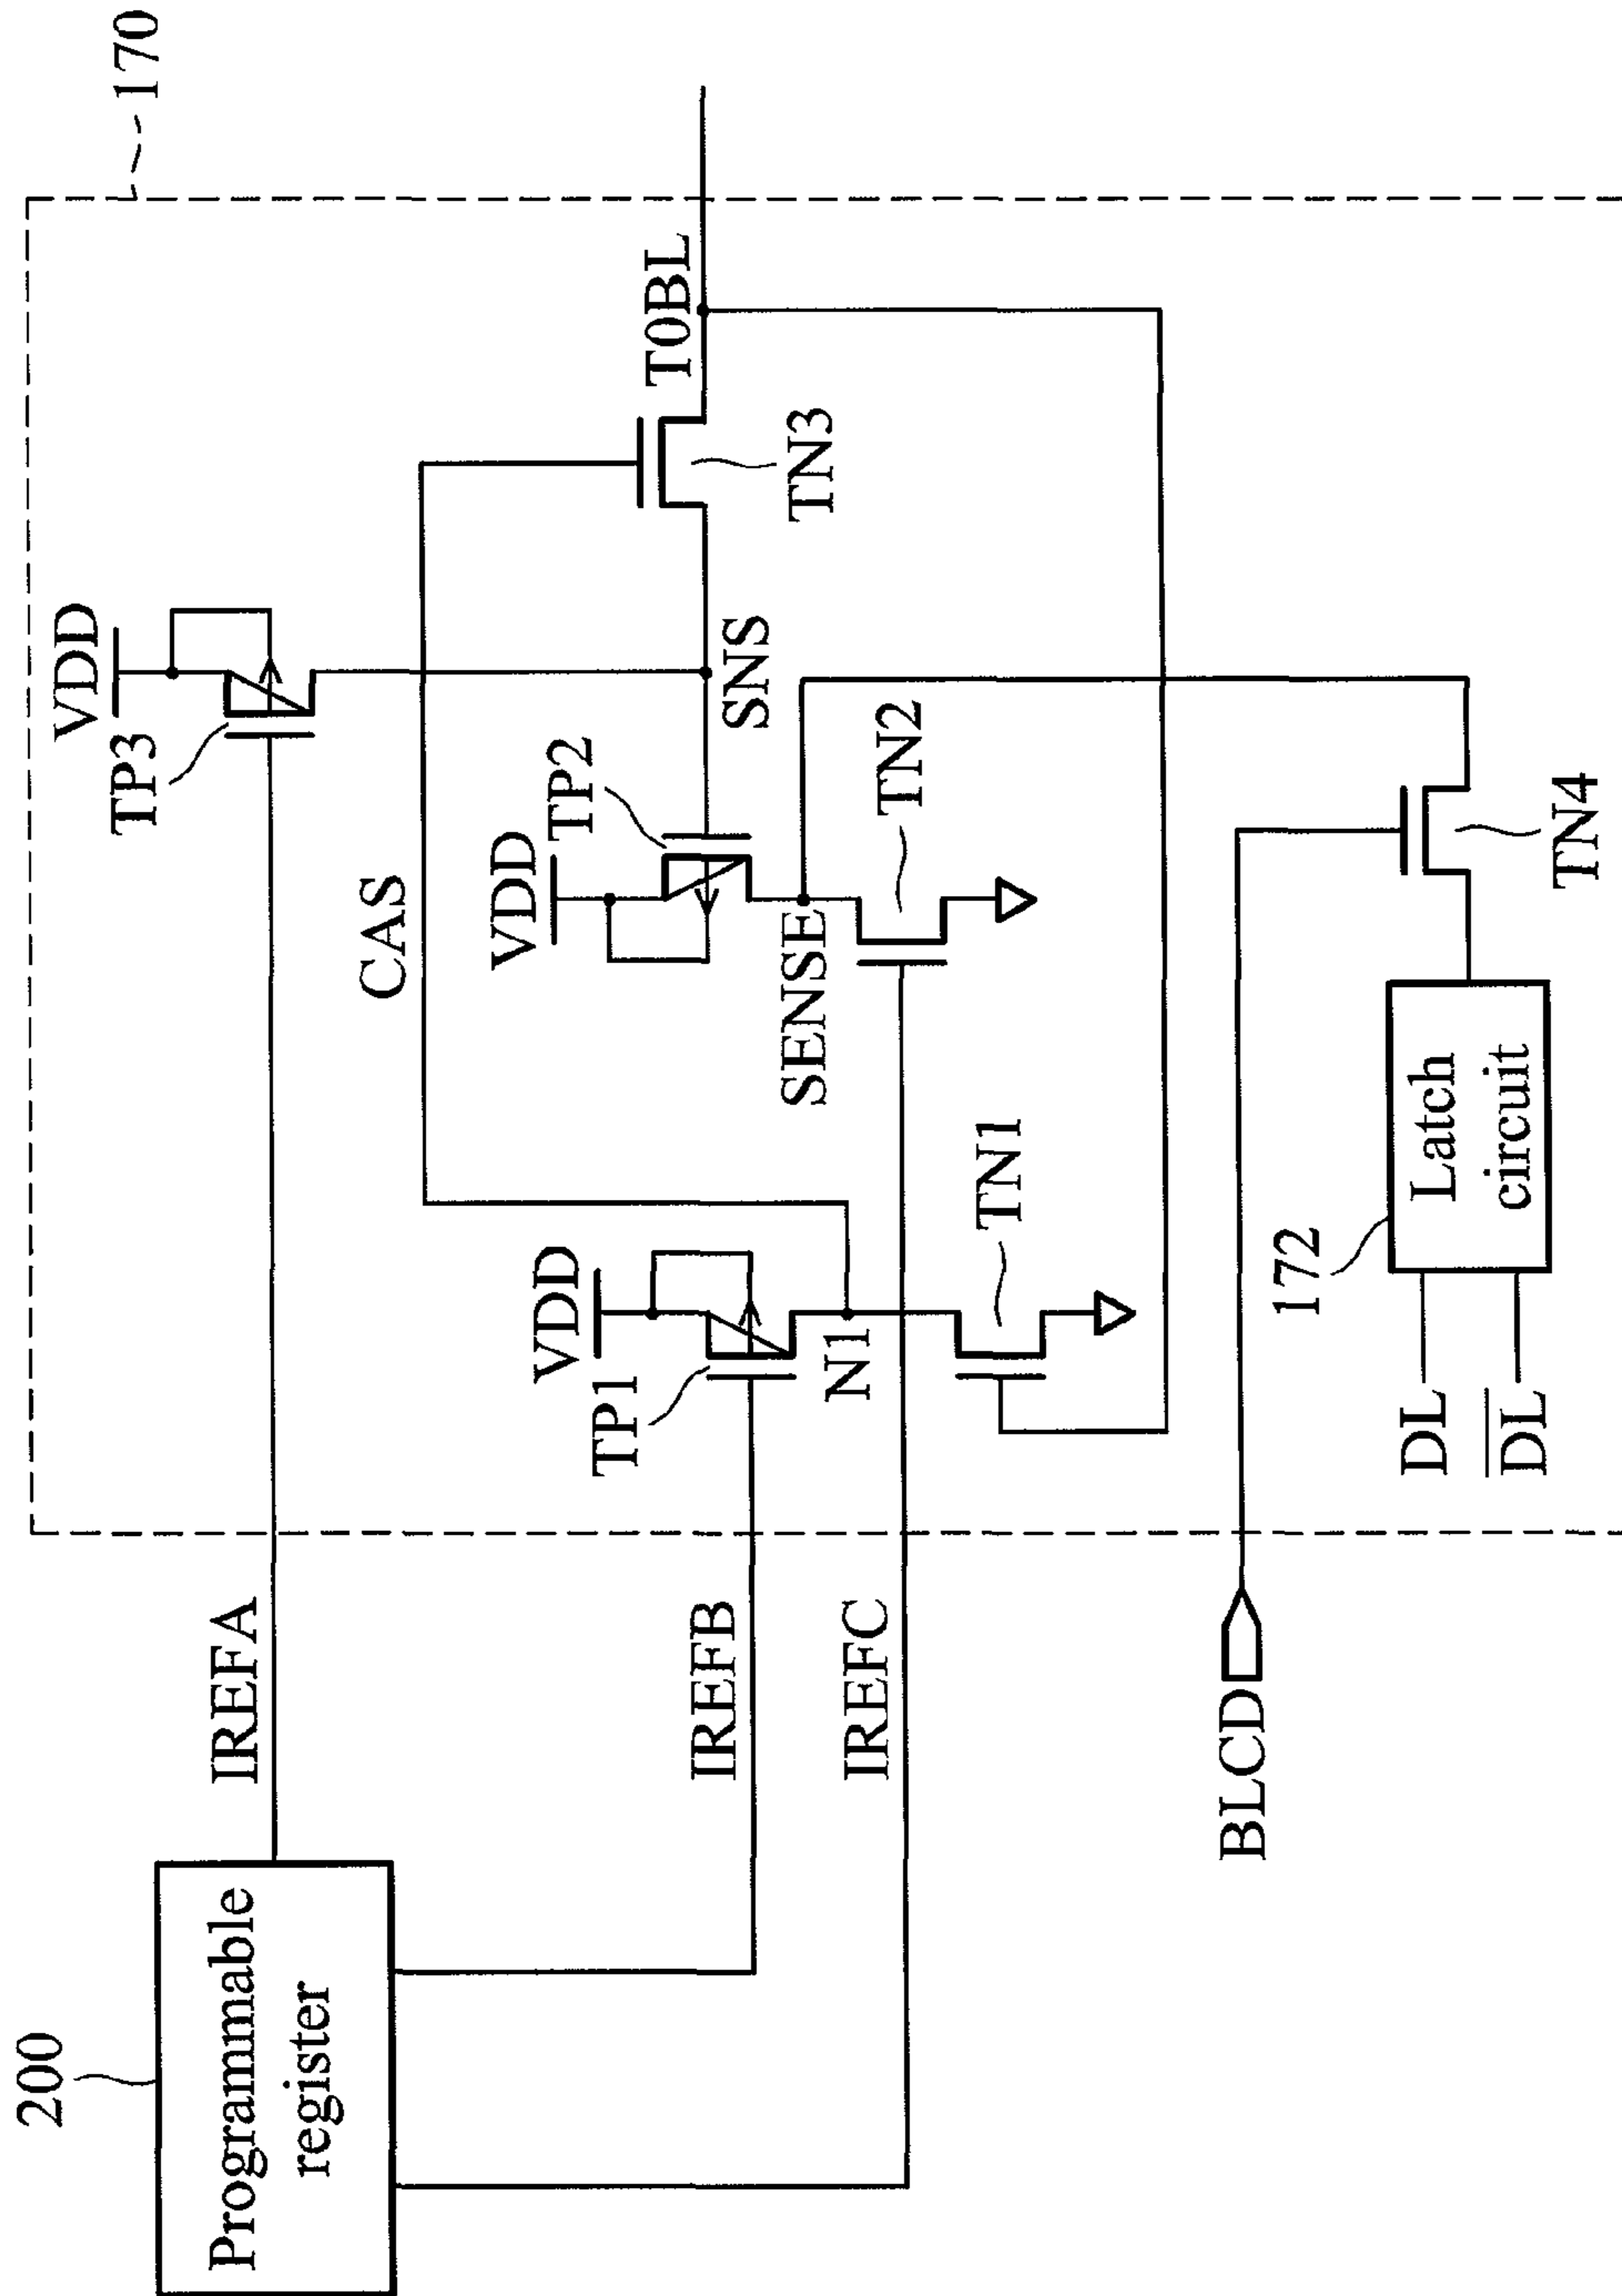 200
Programmable
register
IREFA
IREFB
IREFC
BLCD
170
VDD
TP3
CAS
VDD
TP2
SNS
T0BL
TN3
SENSE
TN2
VDD
TP1
N1
TN1
172
Latch
circuit
TN4
DL
DL